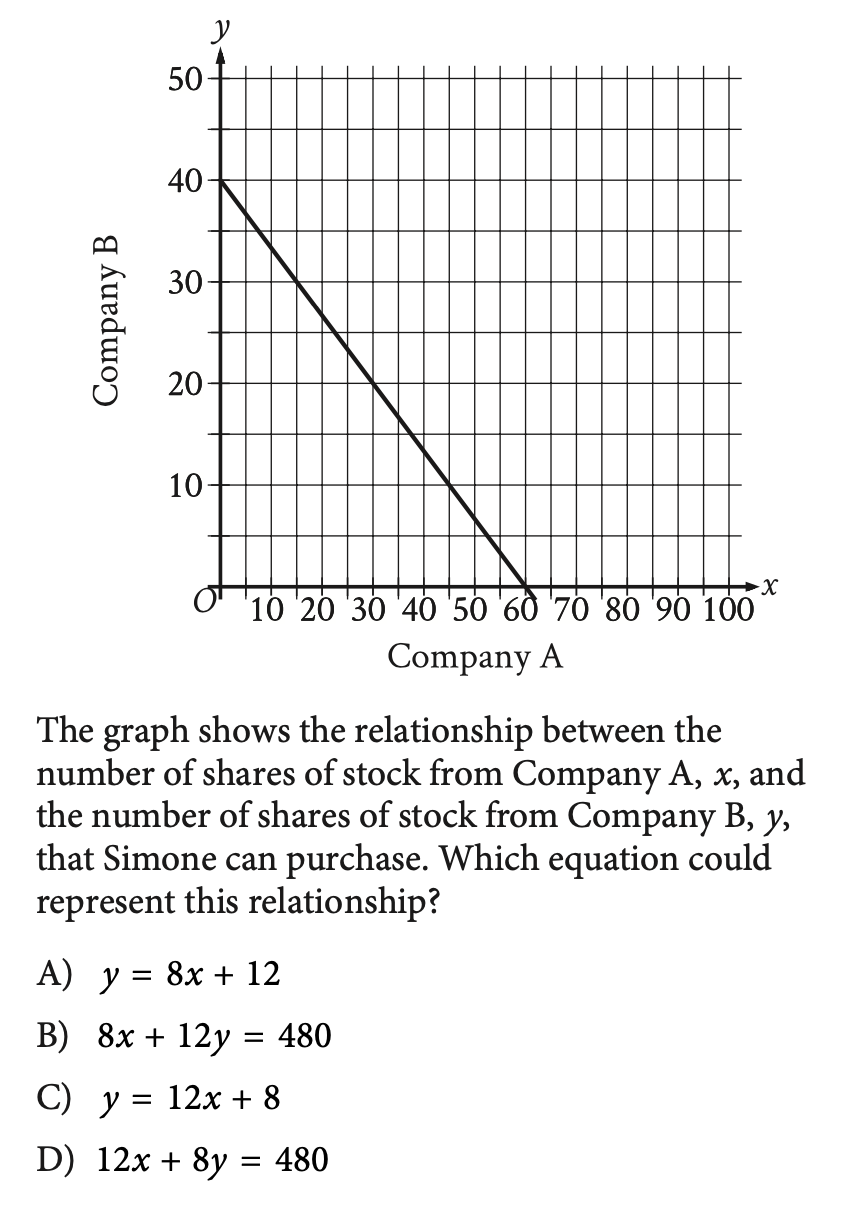 y
50
40
30
20
10
Company B
O
10 20 30 40 50 60 70 80 90 100
x
Company A
The graph shows the relationship between the
number of shares of stock from Company A, x, and
the number of shares of stock from Company B, y,
that Simone can purchase. Which equation could
represent this relationship?
A) y = 8x + 12
B) 8x + 12y = 480
C) y = 12x + 8
D) 12x + 8y = 480